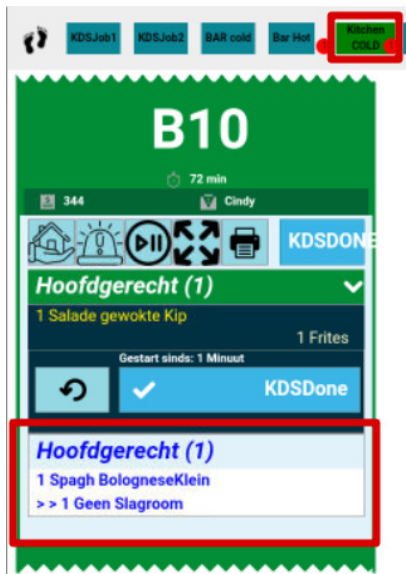 KDSJob1 KDSJob2 BAR cold Bar Hot Kitchen COLD
B10
72 min
344 Cindy
KDSDONE
Hoofdgerecht (1)
1 Salade gewokte Kip
1 Frites
Gestart sinds: 1 Minuut
KDSDone
Hoofdgerecht (1)
1 Spagh BologneseKlein
> > 1 Geen Slagroom